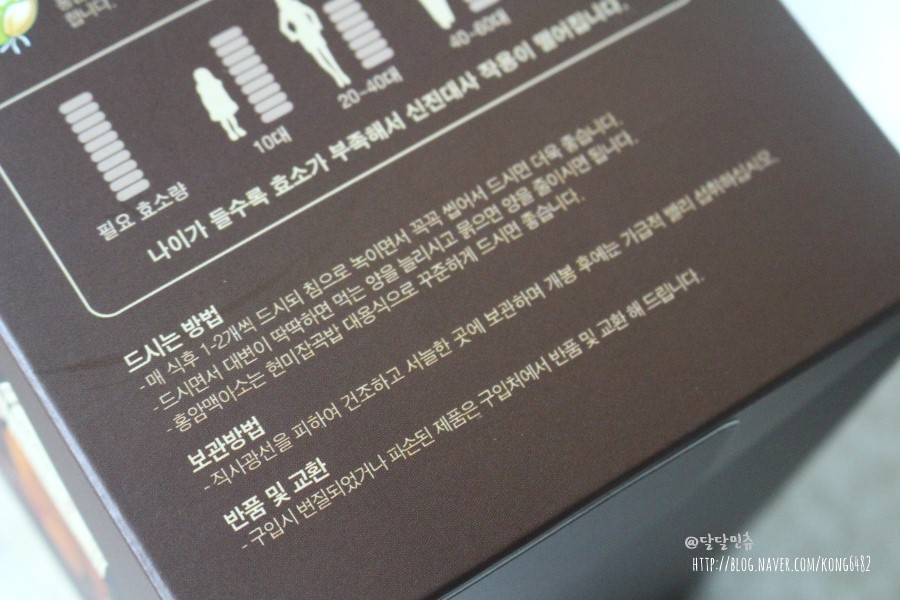 합니다.
필요 효소량
10대
20~40대
40~60대
나이가 들수록 효소가 부족해서 신진대사 작용이 떨어집니다.
드시는 방법
- 매 식후 1-2개씩 드시되 침으로 녹이면서 꼭꼭 씹어서 드시면 더욱 좋습니다.
- 드시면서 대변이 딱딱하면 먹는 양을 늘리시고 묽으면 양을 줄이시면 됩니다.
- 홍암맥아소는 현미잡곡밥 대용식으로 꾸준하게 드시면 좋습니다.
보관방법
- 직사광선을 피하여 건조하고 서늘한 곳에 보관하며 개봉 후에는 가급적 빨리 섭취하십시오.
반품 및 교환
- 구입시 변질되었거나 파손된 제품은 구입처에서 반품 및 교환 해 드립니다.
@달달민츄
HTTP://BLOG.NAVER.COM/KONG6482